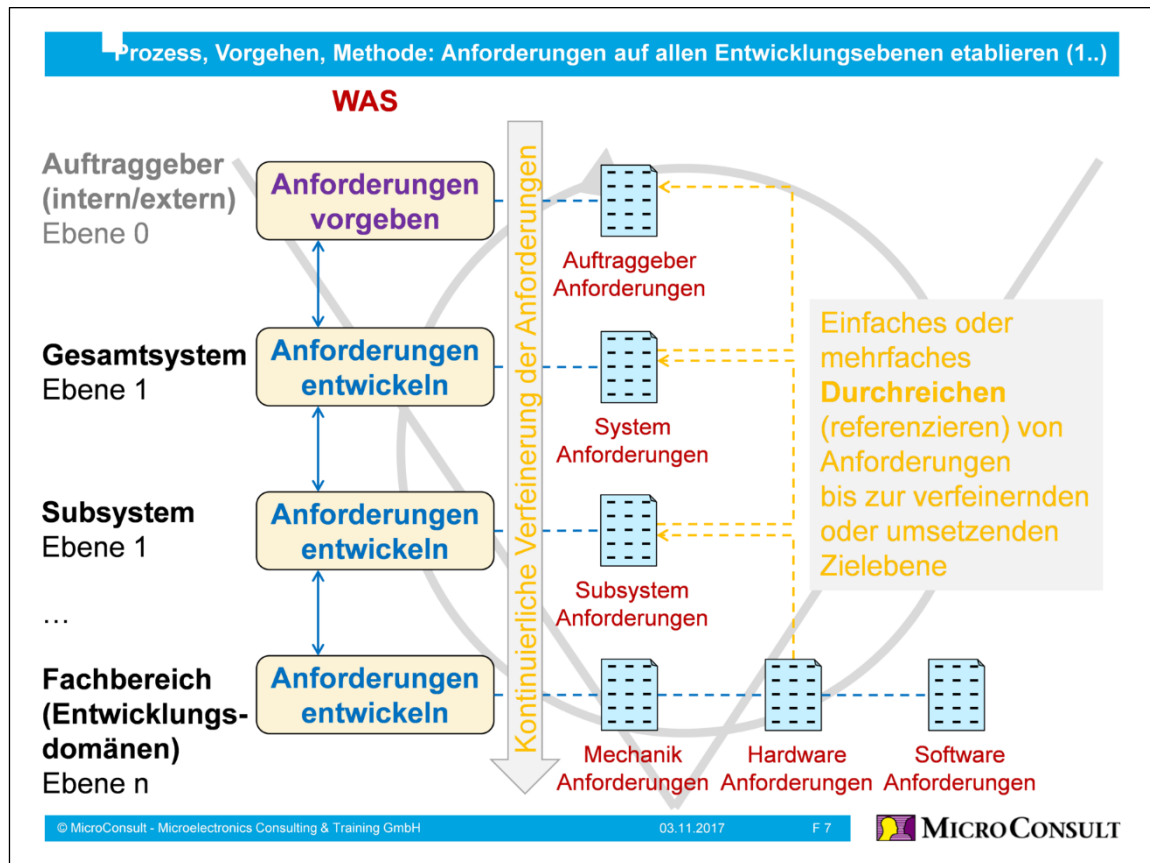 Prozess, Vorgehen, Methode: Anforderungen auf allen Entwicklungsebenen etablieren (1..)
WAS
Auftraggeber
(intern/extern)
Ebene 0
Anforderungen
vorgeben
Auftraggeber
Anforderungen
Kontinuierliche Verfeinerung der Anforderungen
Gesamtsystem
Ebene 1
Anforderungen
entwickeln
System
Anforderungen
Einfaches oder
mehrfaches
Durchreichen
(referenzieren) von
Anforderungen
bis zur verfeinernden
oder umsetzenden
Zielebene
Subsystem
Ebene 1
Anforderungen
entwickeln
Subsystem
Anforderungen
…
Fachbereich
(Entwicklungs-
domänen)
Ebene n
Anforderungen
entwickeln
Mechanik
Anforderungen
Hardware
Anforderungen
Software
Anforderungen
© MicroConsult - Microelectronics Consulting & Training GmbH
03.11.2017
F 7
MICROCONSULT